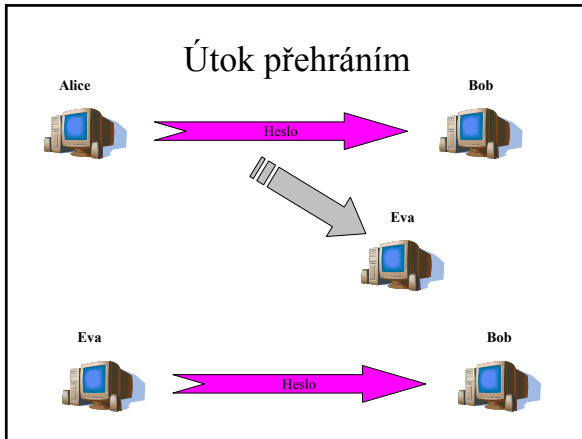 Útok přehráním
Alice
Bob
Heslo
Eva
Eva
Bob
Heslo